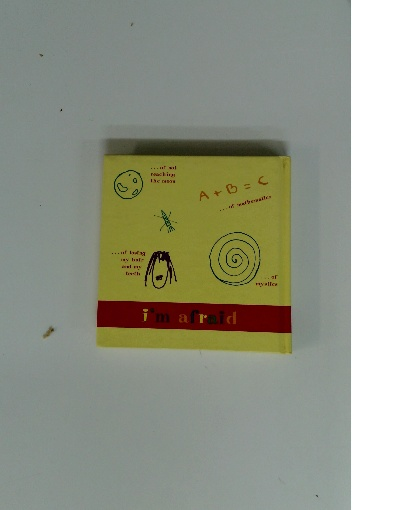 ...of not
reaching
the moon
A + B = C
...of mathematics
...of losing
my hair
and my
teeth
...of
myself
i'm afraid